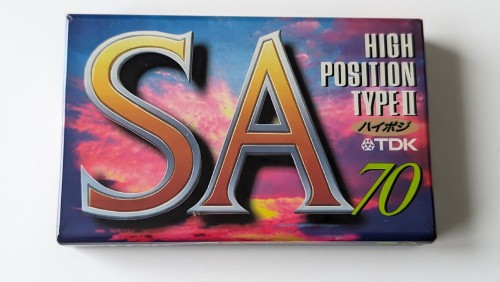 SA
HIGH
POSITION
TYPE II
ハイポジ
TDK
70